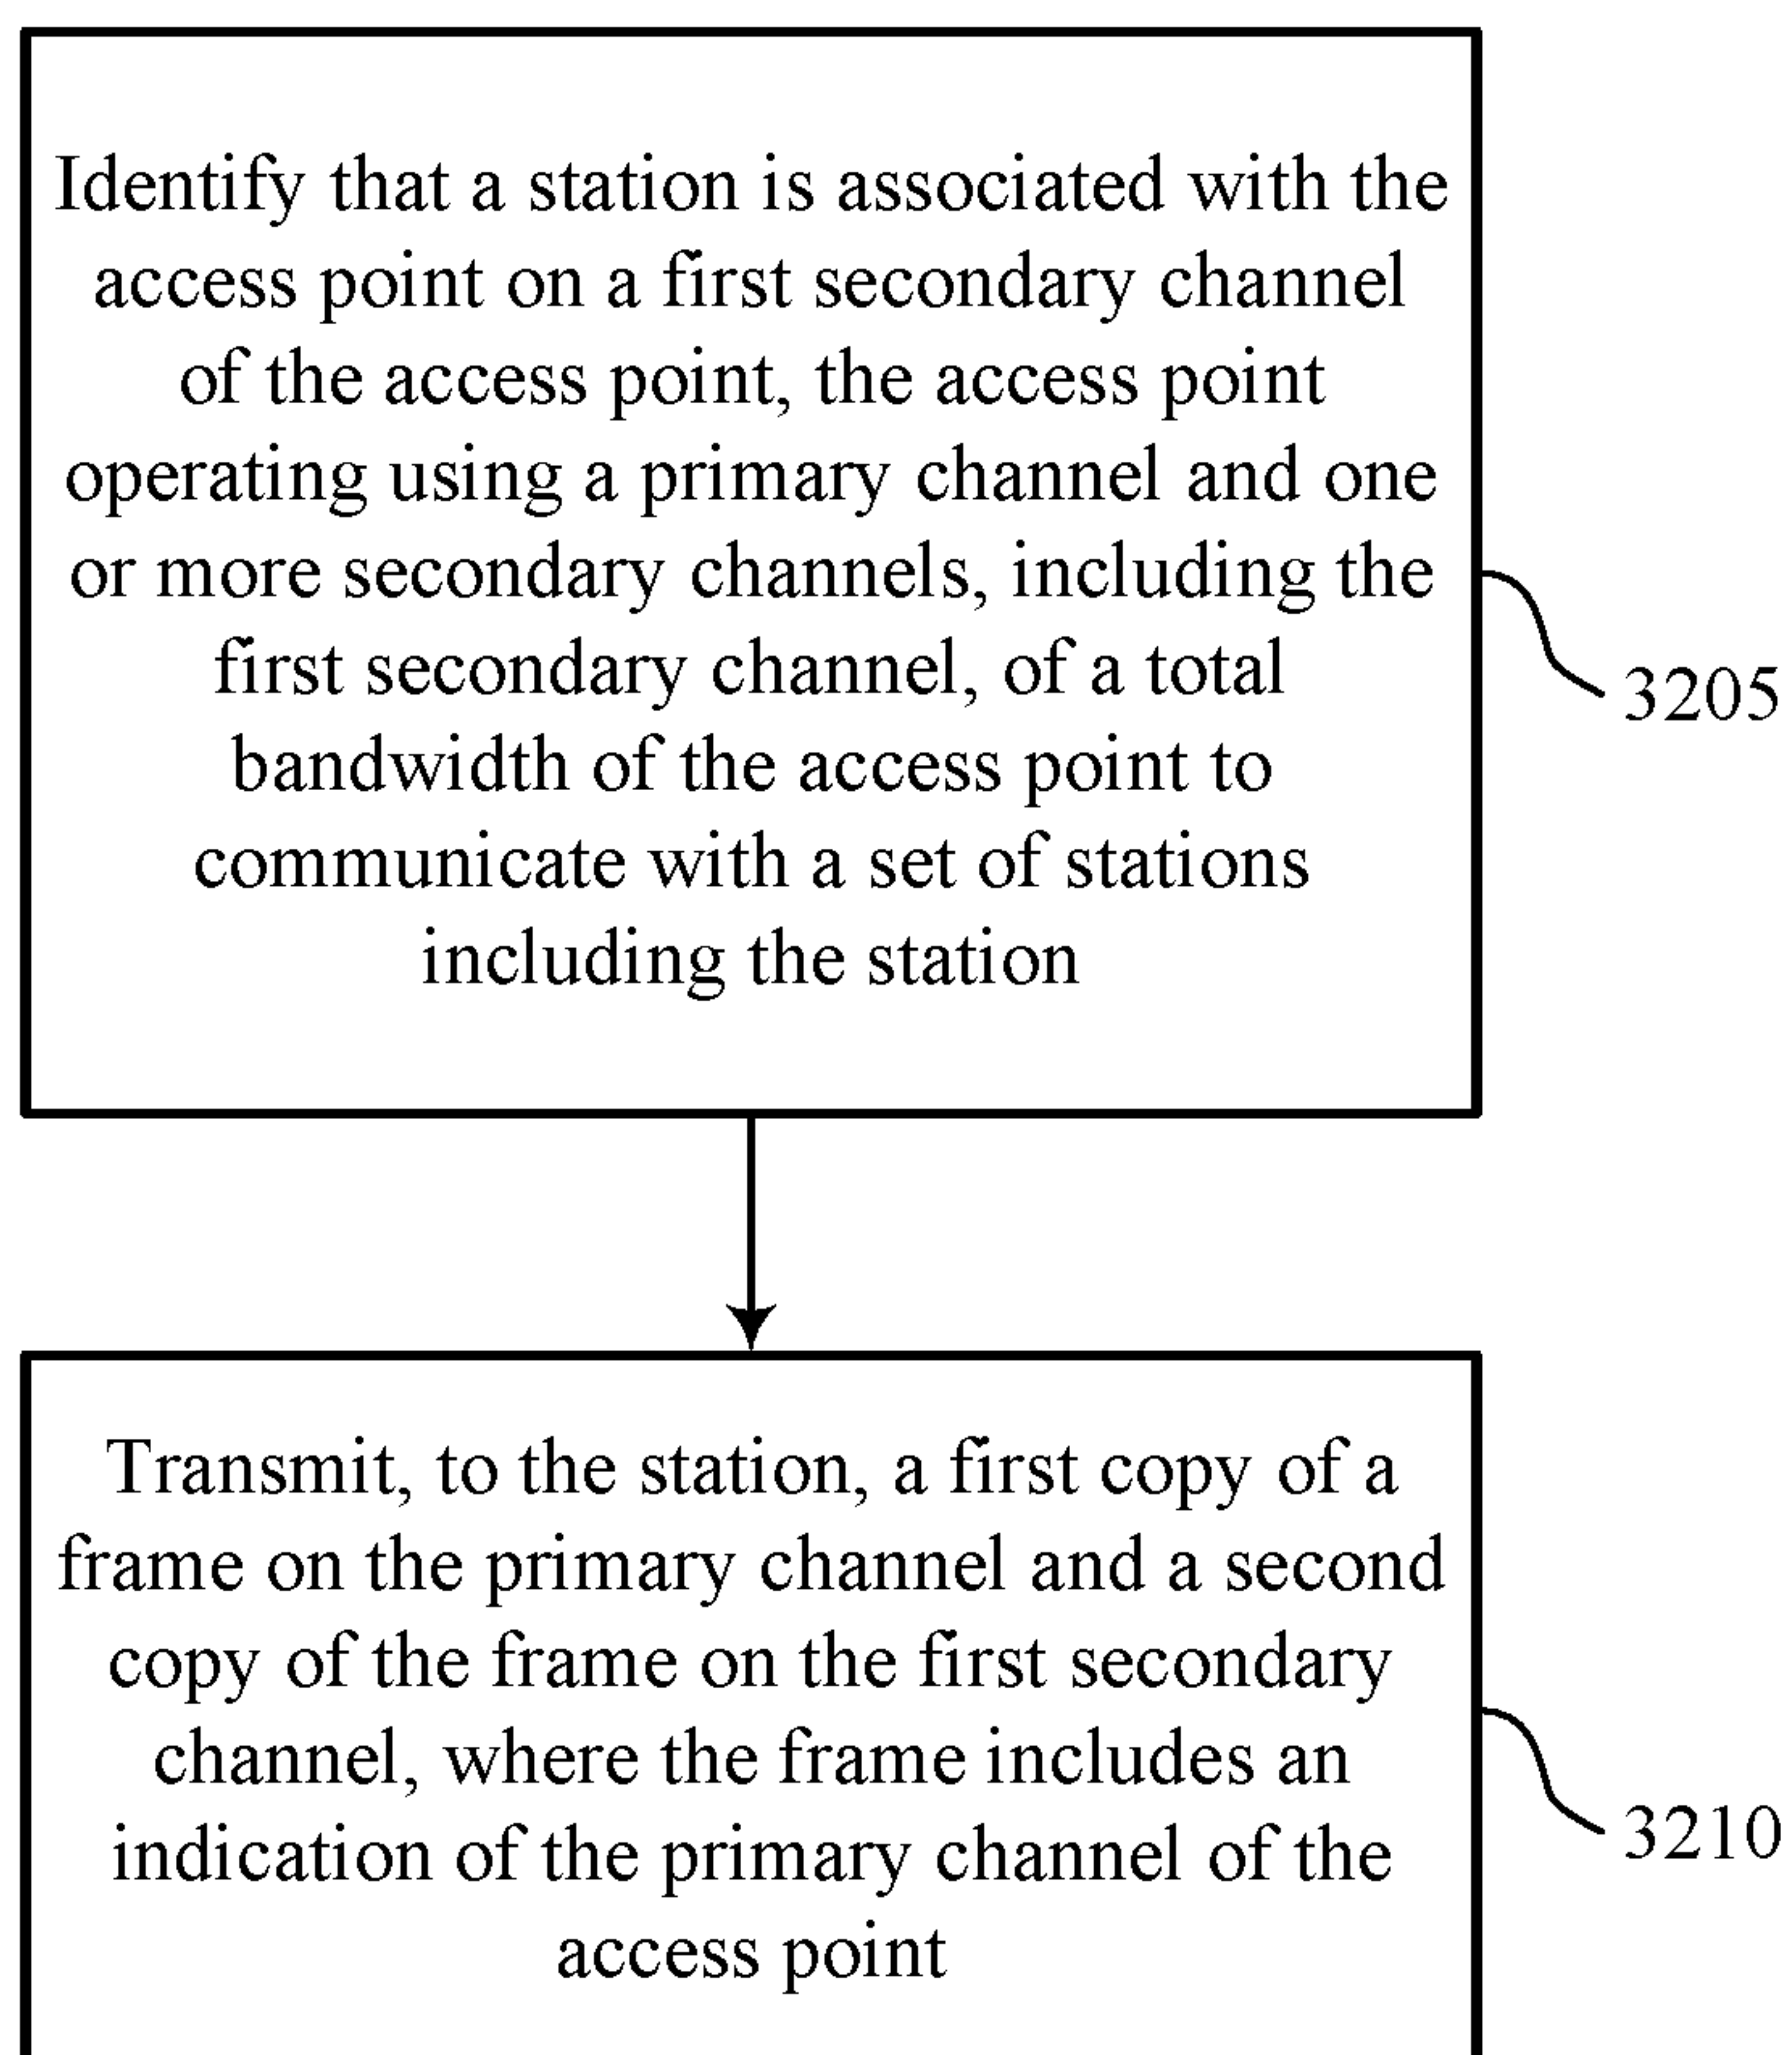 Identify that a station is associated with the
access point on a first secondary channel
of the access point, the access point
operating using a primary channel and one
or more secondary channels, including the
first secondary channel, of a total
bandwidth of the access point to
communicate with a set of stations
including the station
3205
Transmit, to the station, a first copy of a
frame on the primary channel and a second
copy of the frame on the first secondary
channel, where the frame includes an
indication of the primary channel of the
access point
3210